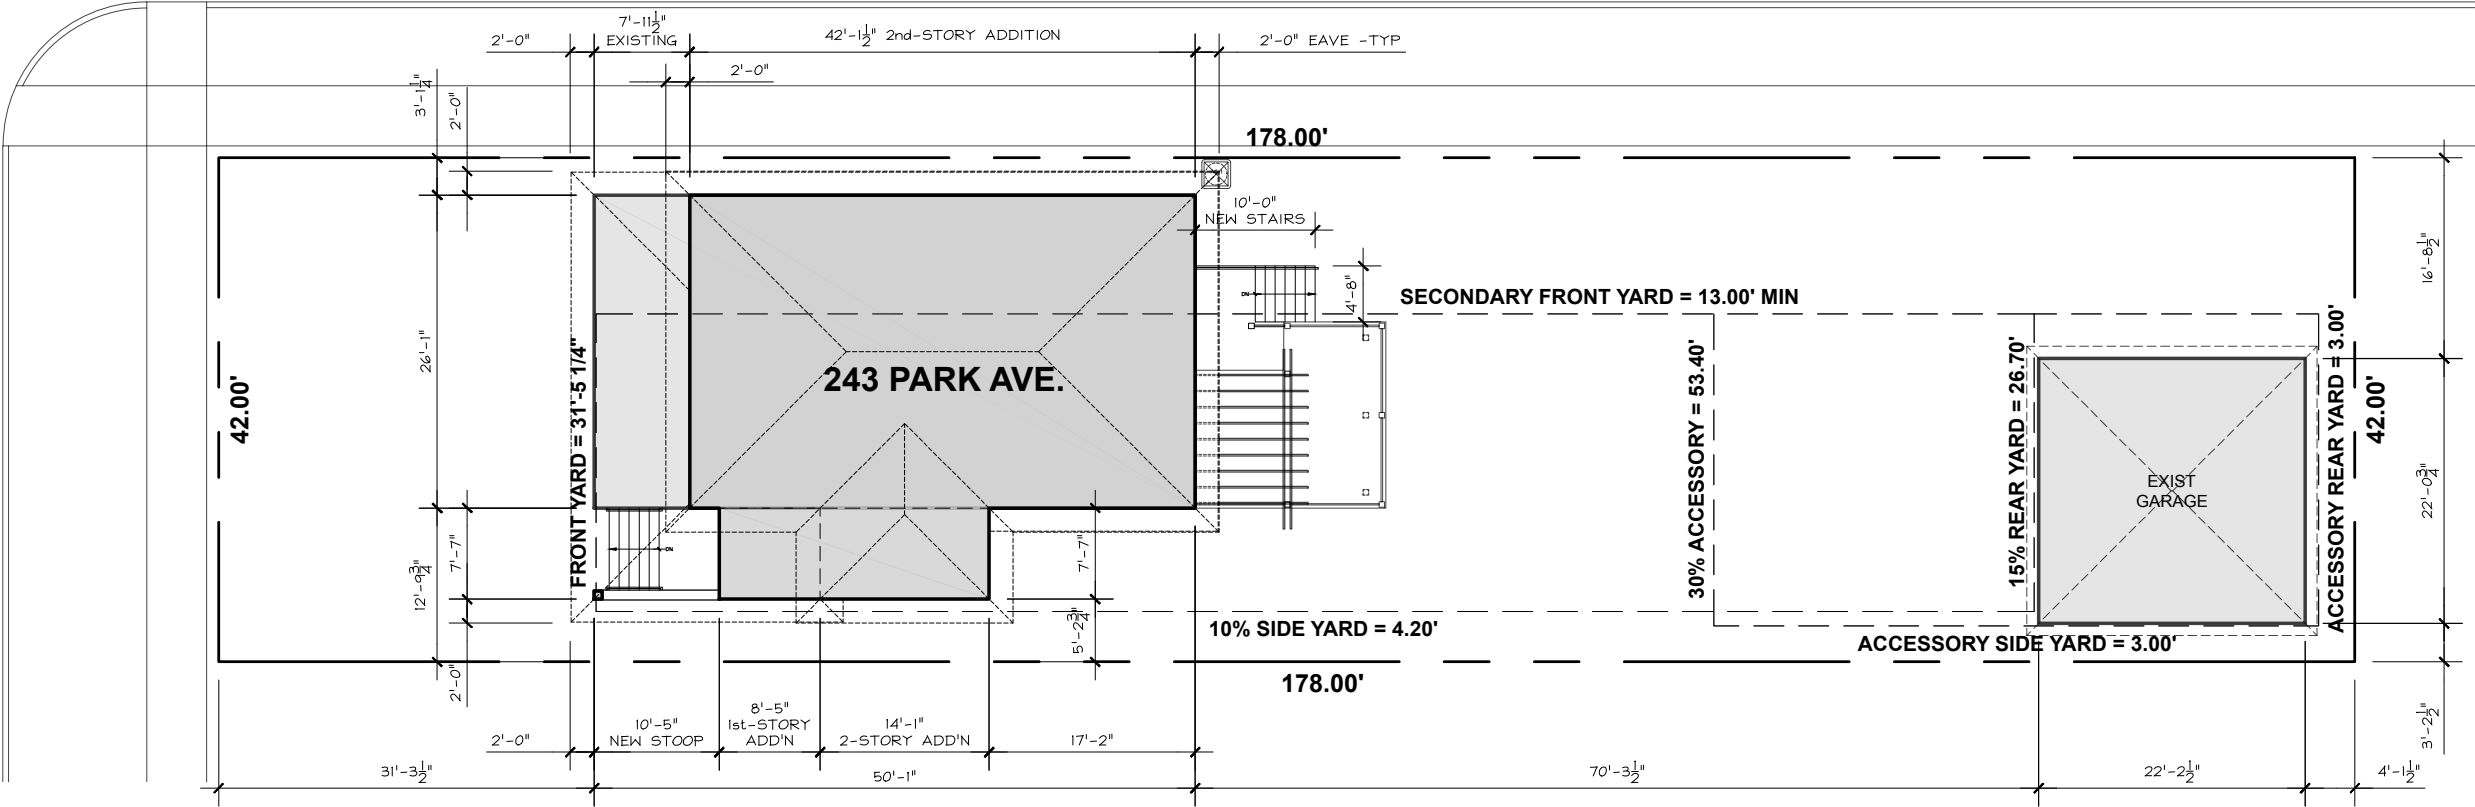 7'-11½"
2'-0" EXISTING 42'-1½" 2nd-STORY ADDITION 2'-0" EAVE -TYP
2'-0"
3'-1¼"
2'-0"
178.00'
10'-0"
NEW STAIRS
DN
4'-8"
SECONDARY FRONT YARD = 13.00' MIN
16'-8½"
26'-1"
42.00'
FRONT YARD = 31'-5 1/4"
243 PARK AVE.
30% ACCESSORY = 53.40'
15% REAR YARD = 26.70'
EXIST
GARAGE
ACCESSORY REAR YARD = 3.00'
42.00'
22'-0¾"
DN
7'-7"
12'-9¾"
7'-7"
5'-2¾"
10% SIDE YARD = 4.20'
ACCESSORY SIDE YARD = 3.00'
2'-0"
178.00'
3'-2½"
2'-0"
10'-5"
NEW STOOP
8'-5"
1st-STORY
ADD'N
14'-1"
2-STORY ADD'N
17'-2"
31'-3½"
50'-1"
70'-3½"
22'-2½"
4'-1½"